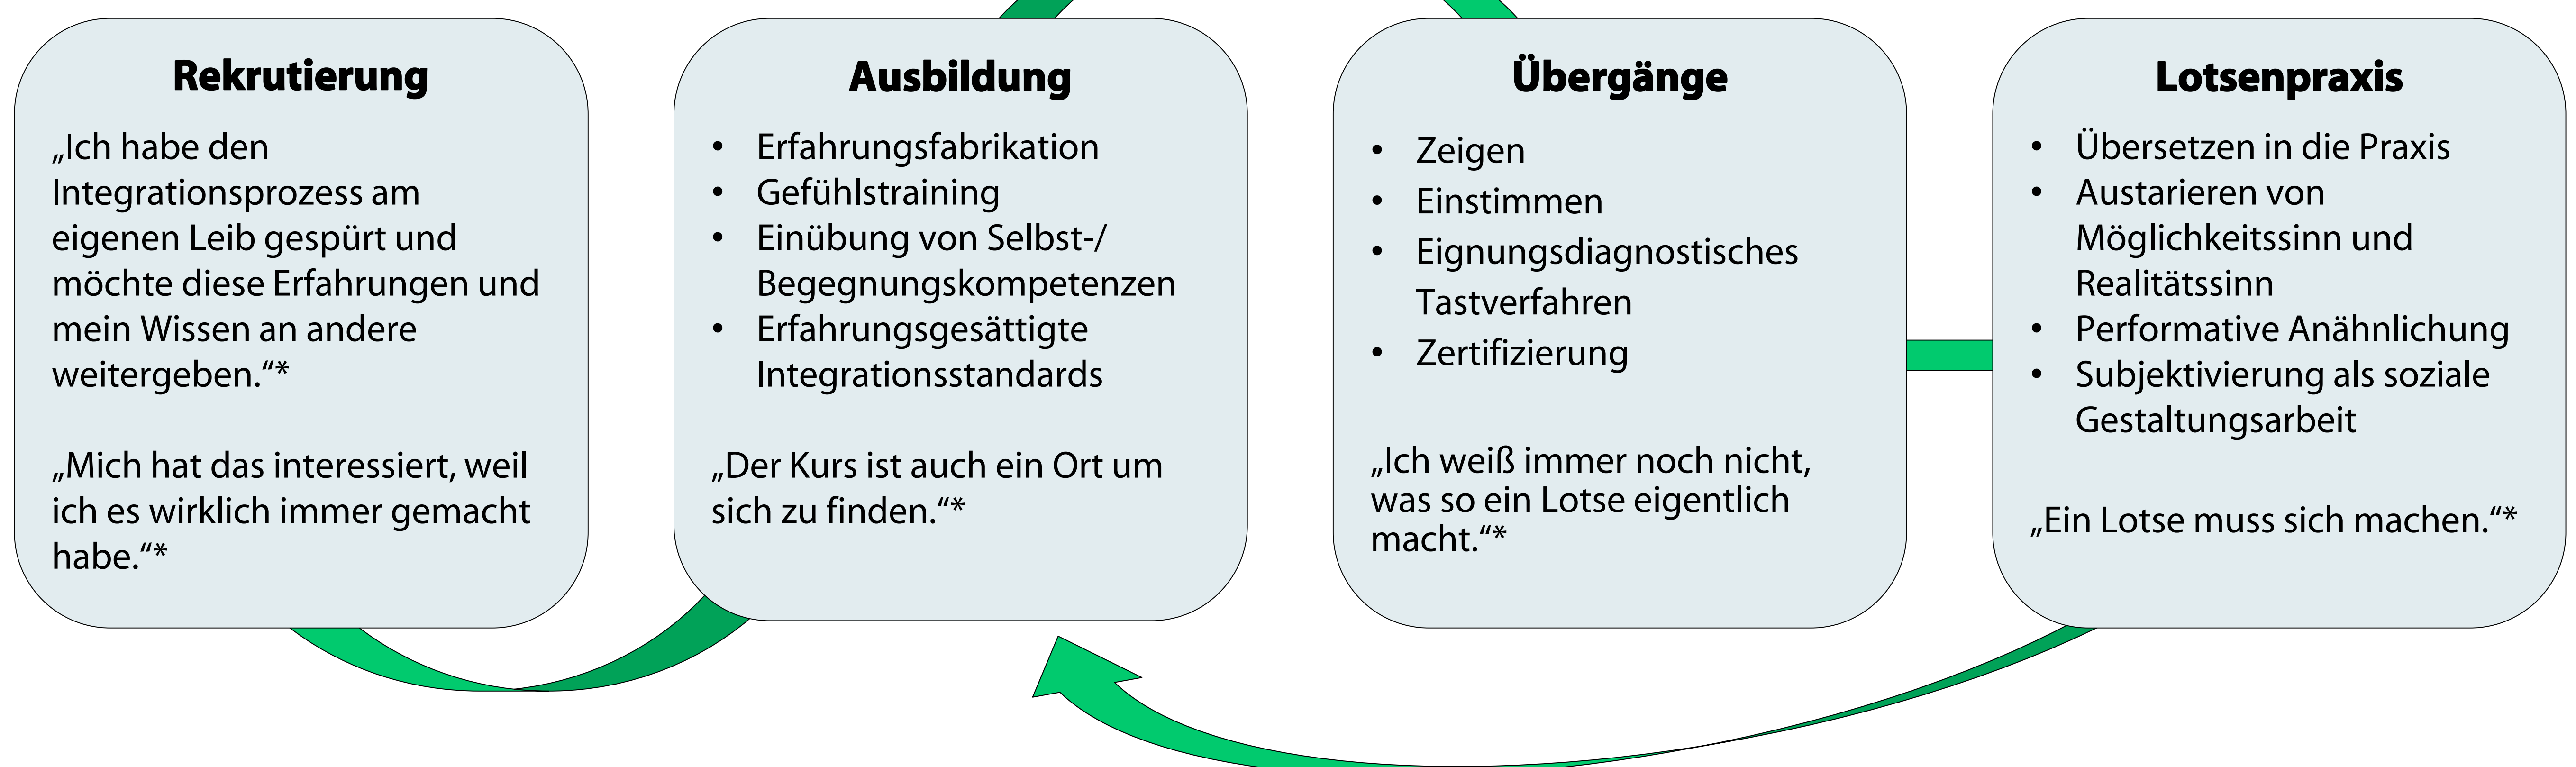 Rekrutierung
„Ich habe den
Integrationsprozess am
eigenen Leib gespürt und
möchte diese Erfahrungen und
mein Wissen an andere
weitergeben.“*
„Mich hat das interessiert, weil
ich es wirklich immer gemacht
habe.“*
Ausbildung
• Erfahrungsfabrikation
• Gefühlstraining
• Einübung von Selbst-/
Begegnungskompetenzen
• Erfahrungsgesättigte
Integrationsstandards
„Der Kurs ist auch ein Ort um
sich zu finden.“*
Übergänge
• Zeigen
• Einstimmen
• Eignungsdiagnostisches
Tastverfahren
• Zertifizierung
„Ich weiß immer noch nicht,
was so ein Lotse eigentlich
macht.“*
Lotsenpraxis
• Übersetzen in die Praxis
• Austarieren von
Möglichkeitssinn und
Realitätssinn
• Performative Anähnlichung
• Subjektivierung als soziale
Gestaltungsarbeit
„Ein Lotse muss sich machen.“*